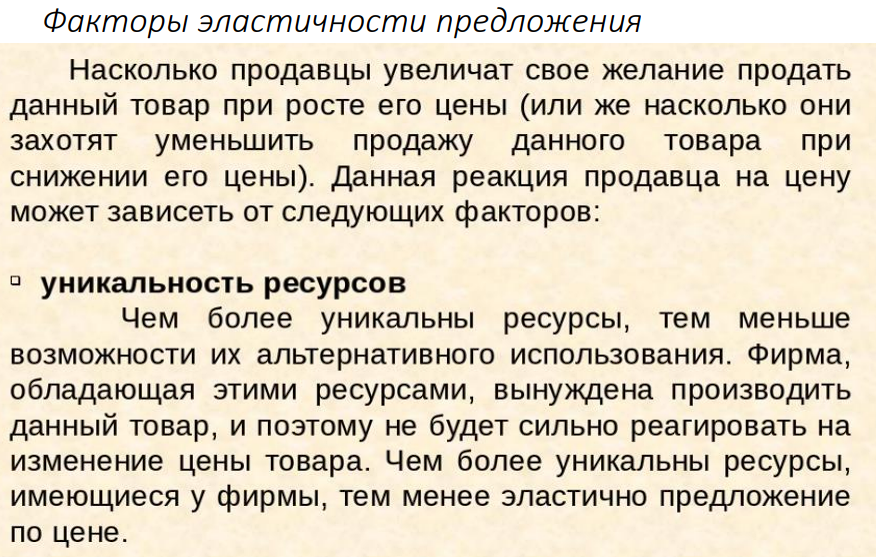 Факторы эластичности предложения
Насколько продавцы увеличат свое желание продать
данный товар при росте его цены (или же насколько они
захотят уменьшить продажу данного товара при
снижении его цены). Данная реакция продавца на цену
может зависеть от следующих факторов:
уникальность ресурсов
Чем более уникальны ресурсы, тем меньше
возможности их альтернативного использования. Фирма,
обладающая этими ресурсами, вынуждена производить
данный товар, и поэтому не будет сильно реагировать на
изменение цены товара. Чем более уникальны ресурсы,
имеющиеся у фирмы, тем менее эластично предложение
по цене.